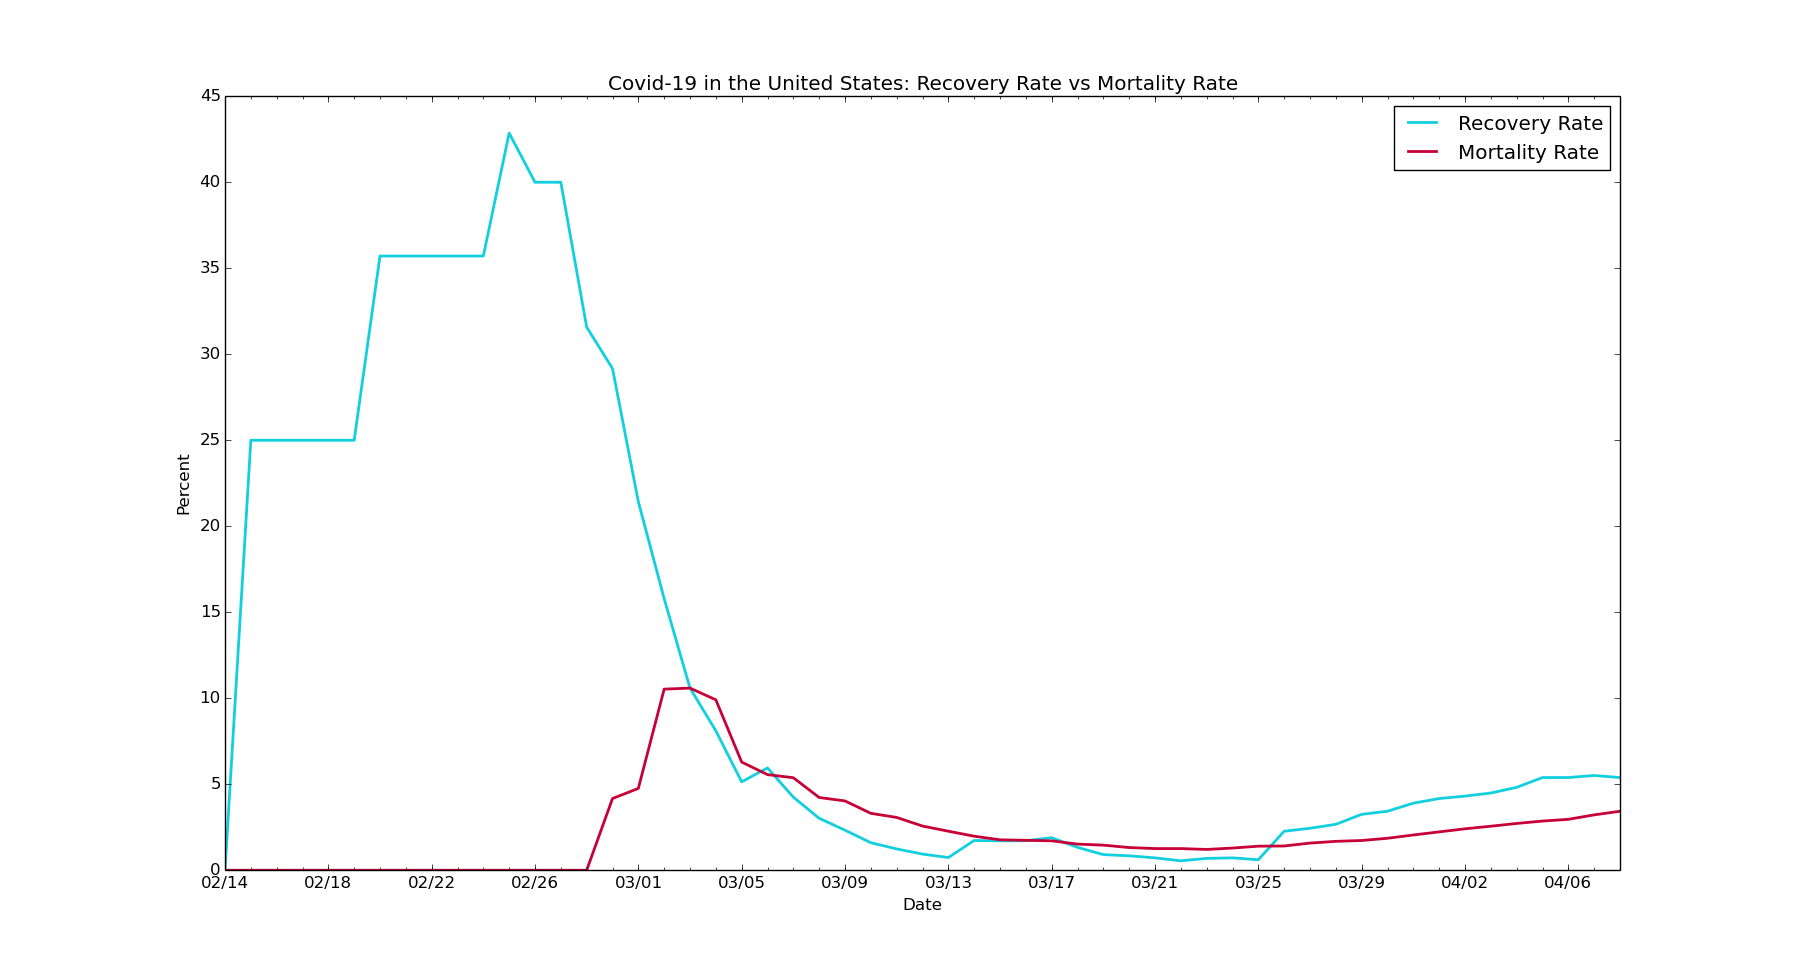 Covid-19 in the United States: Recovery Rate vs Mortality Rate
Recovery Rate
Mortality Rate
45
40
35
30
25
20
15
10
5
0
Percent
02/14 02/18 02/22 02/26 03/01 03/05 03/09 03/13 03/17 03/21 03/25 03/29 04/02 04/06
Date